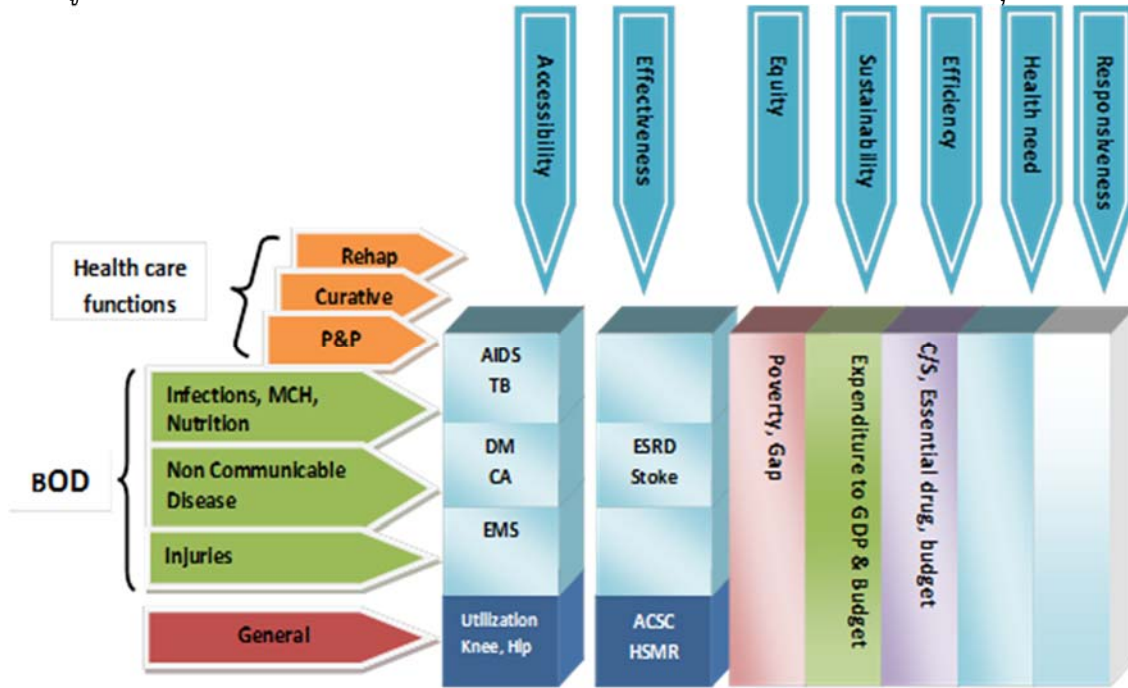 Accessibility
Effectiveness
Equity
Sustainability
Efficiency
Health need
Responsiveness
Health care
functions
Rehap
Curative
P&P
BOD
Infections, MCH,
Nutrition
Non Communicable
Disease
Injuries
General
AIDS
TB
DM
CA
EMS
Utilization
Knee, Hip
ESRD
Stoke
ACSC
HSMR
Poverty, Gap
Expenditure to GDP & Budget
C/S, Essential drug, budget